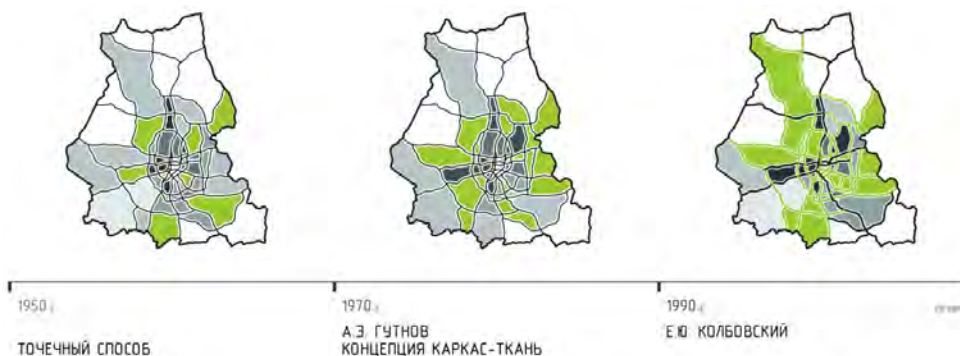 1950 г.
1970 г.
1990 г.
ТОЧЕЧНЫЙ СПОСОБ
А.Э. ГУТНОВ
КОНЦЕПЦИЯ КАРКАС-ТКАНЬ
Е.Ю. КОЛБОВСКИЙ